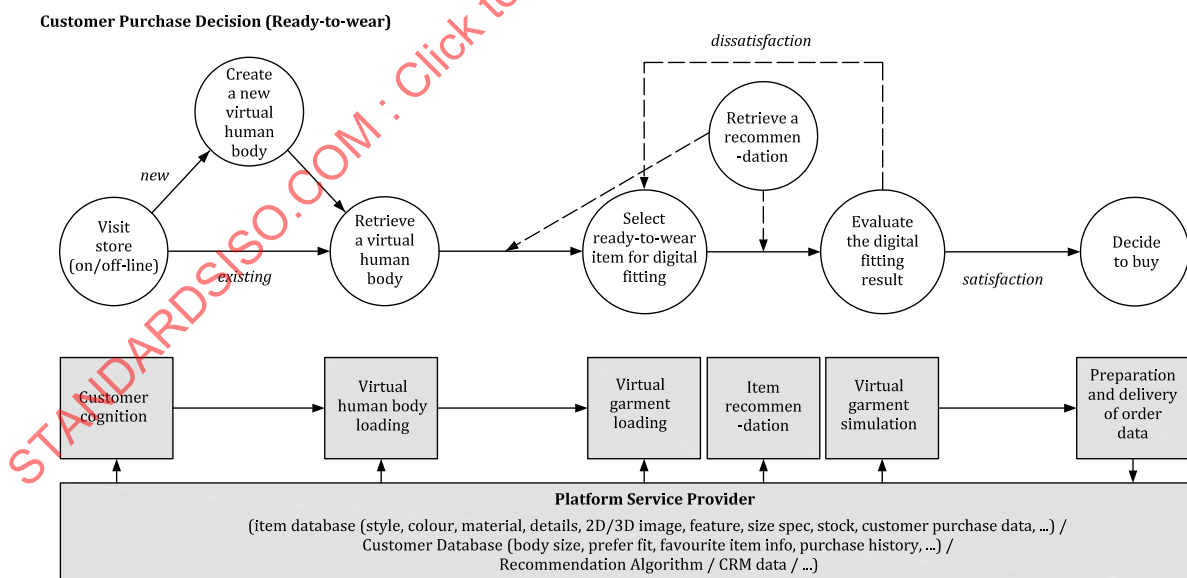 Customer Purchase Decision (Ready-to-wear)
dissatisfaction
Create
a new
virtual
human
body
Retrieve a
recommen
-dation
new
Visit
store
(on/off-line)
existing
Retrieve
a virtual
human
body
Select
ready-to-wear
item for digital
fitting
Evaluate
the digital
fitting
result
satisfaction
Decide
to buy
Customer
cognition
Virtual
human body
loading
Virtual
garment
loading
Item
recommen
-dation
Virtual
garment
simulation
Preparation
and delivery
of order
data
Platform Service Provider
(item database (style, colour, material, details, 2D/3D image, feature, size spec, stock, customer purchase data, ...) /
Customer Database (body size, prefer fit, favourite item info, purchase history, ...) /
Recommendation Algorithm / CRM data / ...)
STANDARDSISO.COM : Click to